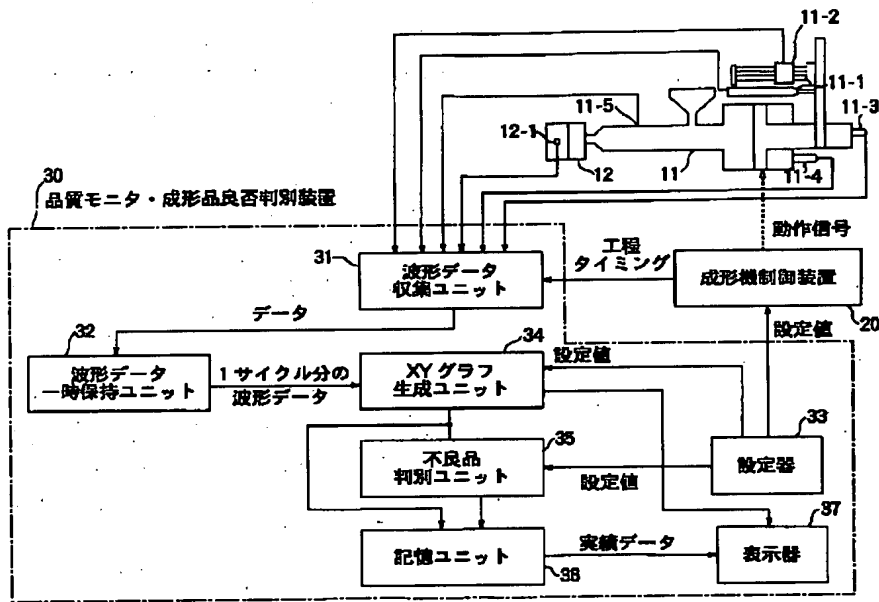 11-2
11-1
11-3
11-5
12-1
12
11
11-4
30
品質モニタ・成形品良否判別装置
動作信号
31
波形データ
収集ユニット
工程
タイミング
成形機制御装置
20
データ
設定値
32
波形データ
一時保持ユニット
1サイクル分の
波形データ
34
XYグラフ
生成ユニット
設定値
35
不良品
判別ユニット
設定値
33
設定器
記憶ユニット
36
実績データ
37
表示器